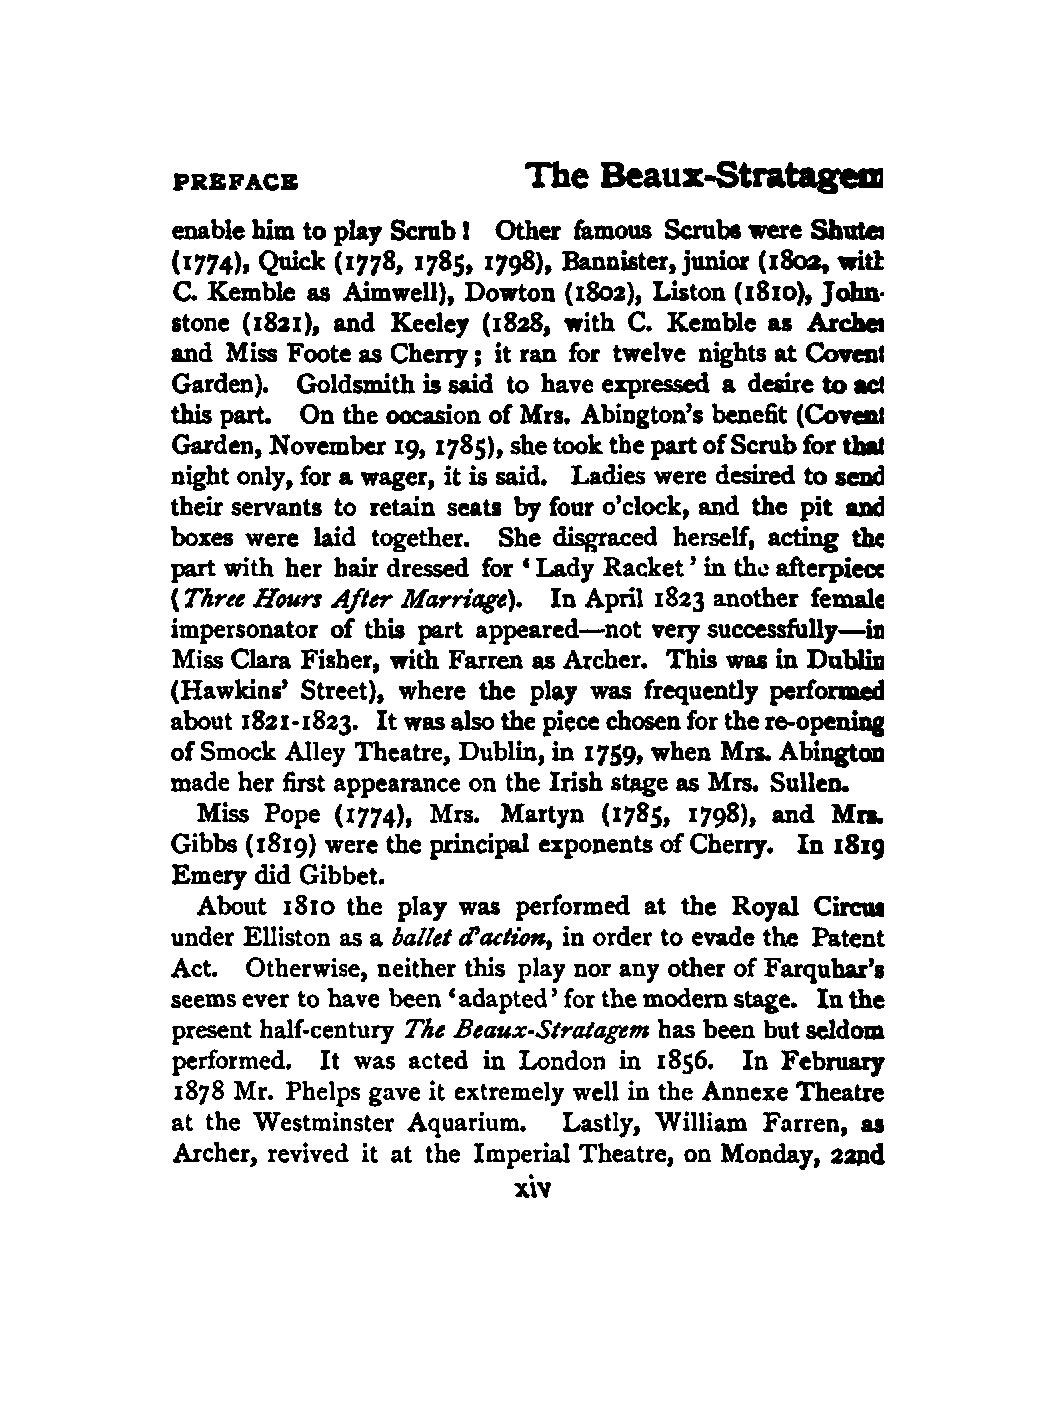 PREFACE The Beaux-Stratagem
enable him to play Scrub! Other famous Scrubs were Shuter
(1774), Quick (1778, 1785, 1798), Bannister, junior (1802, with
C. Kemble as Aimwell), Dowton (1802), Liston (1810), John-
stone (1821), and Keeley (1828, with C. Kemble as Archer
and Miss Foote as Cherry; it ran for twelve nights at Covent
Garden). Goldsmith is said to have expressed a desire to act
this part. On the occasion of Mrs. Abington's benefit (Covent
Garden, November 19, 1785), she took the part of Scrub for that
night only, for a wager, it is said. Ladies were desired to send
their servants to retain seats by four o'clock, and the pit and
boxes were laid together. She disgraced herself, acting the
part with her hair dressed for 'Lady Racket' in the afterpiece
(Three Hours After Marriage). In April 1823 another female
impersonator of this part appeared—not very successfully—in
Miss Clara Fisher, with Farren as Archer. This was in Dublin
(Hawkins' Street), where the play was frequently performed
about 1821-1823. It was also the piece chosen for the re-opening
of Smock Alley Theatre, Dublin, in 1759, when Mrs. Abington
made her first appearance on the Irish stage as Mrs. Sullen.
Miss Pope (1774), Mrs. Martyn (1785, 1798), and Mrs.
Gibbs (1819) were the principal exponents of Cherry. In 1819
Emery did Gibbet.
About 1810 the play was performed at the Royal Circus
under Elliston as a ballet d'action, in order to evade the Patent
Act. Otherwise, neither this play nor any other of Farquhar's
seems ever to have been 'adapted' for the modern stage. In the
present half-century The Beaux-Stratagem has been but seldom
performed. It was acted in London in 1856. In February
1878 Mr. Phelps gave it extremely well in the Annexe Theatre
at the Westminster Aquarium. Lastly, William Farren, as
Archer, revived it at the Imperial Theatre, on Monday, 22nd
xiv